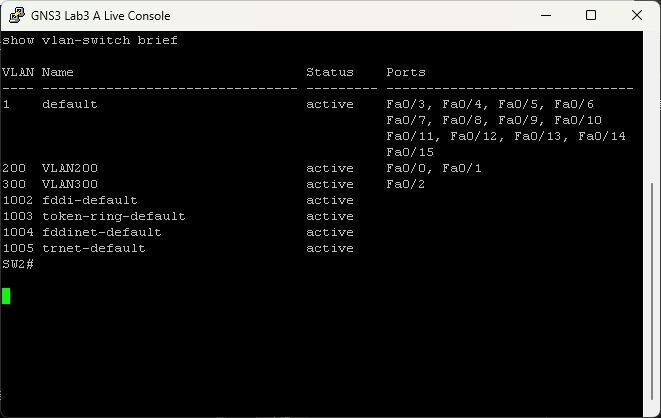 GNS3 Lab3 A Live Console
show vlan-switch brief
VLAN Name                             Status    Ports
---- -------------------------------- --------- -------------------------------
1    default                          active    Fa0/3, Fa0/4, Fa0/5, Fa0/6
                                                Fa0/7, Fa0/8, Fa0/9, Fa0/10
                                                Fa0/11, Fa0/12, Fa0/13, Fa0/14
                                                Fa0/15
200  VLAN200                          active    Fa0/0, Fa0/1
300  VLAN300                          active    Fa0/2
1002 fddi-default                     active
1003 token-ring-default               active
1004 fddinet-default                  active
1005 trnet-default                    active
SW2#